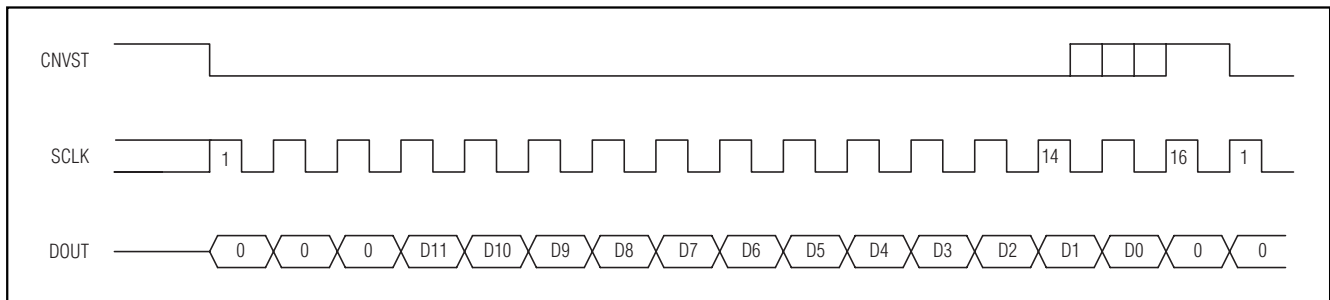 CNVST
SCLK 1 14 16 1
DOUT 0 0 0 D11 D10 D9 D8 D7 D6 D5 D4 D3 D2 D1 D0 0 0